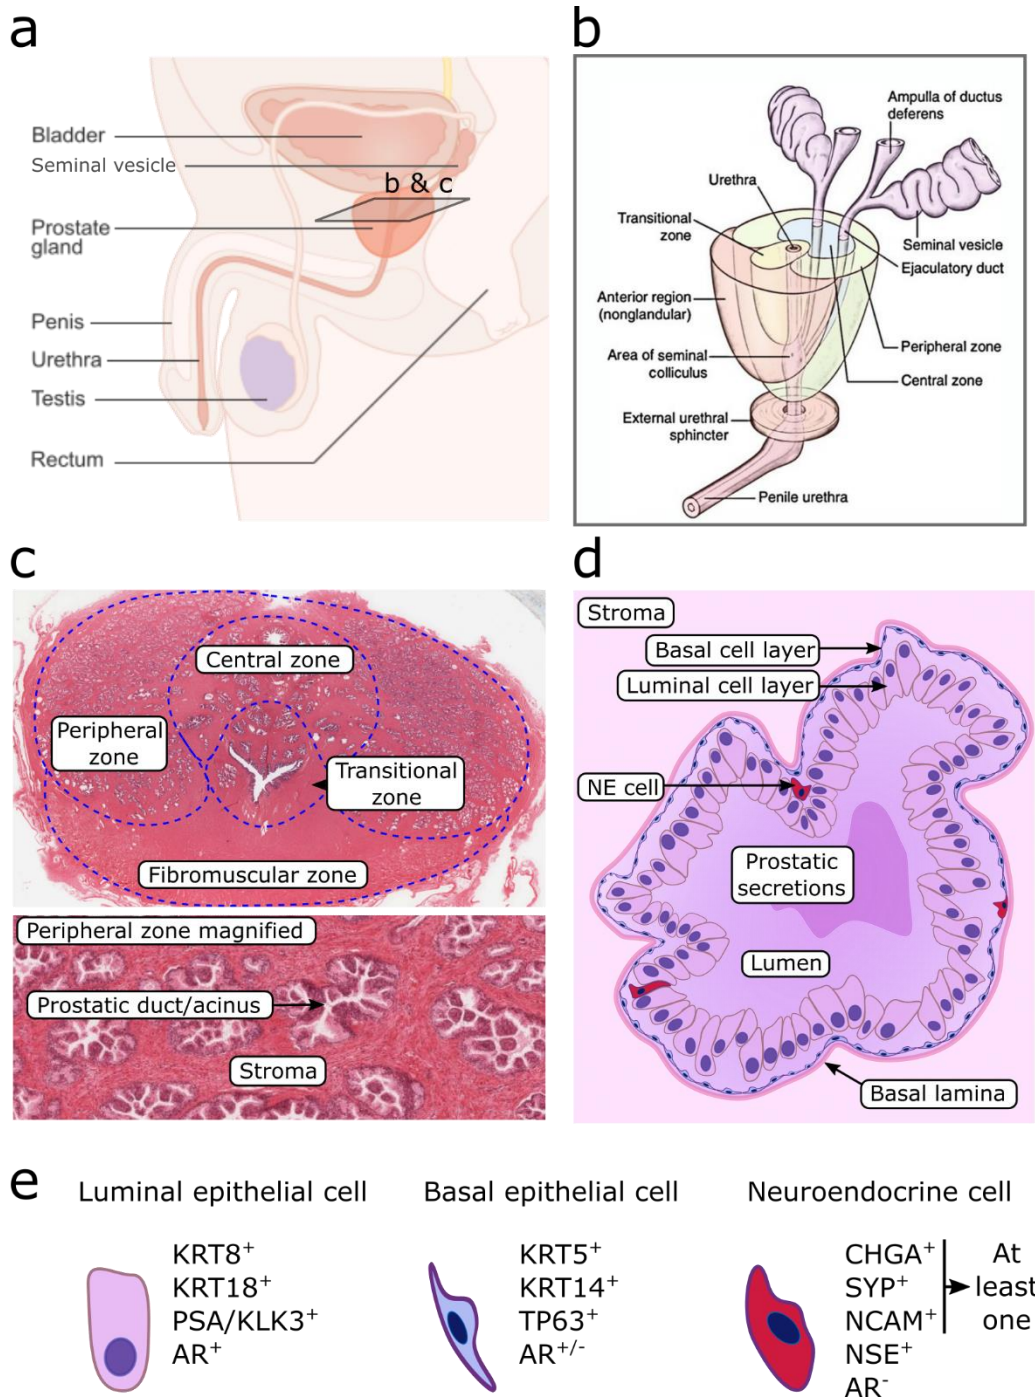 a
Bladder
Seminal vesicle
b & c
Prostate
gland
Penis
Urethra
Testis
Rectum
b
Ampulla of ductus
deferens
Urethra
Transitional
zone
Seminal vesicle
Ejaculatory duct
Anterior region
(nonglandular)
Peripheral zone
Area of seminal
colliculus
Central zone
External urethral
sphincter
Penile urethra
c
Central zone
Peripheral
zone
Transitional
zone
Fibromuscular zone
Peripheral zone magnified
Prostatic duct/acinus
Stroma
d
Stroma
Basal cell layer
Luminal cell layer
NE cell
Prostatic
secretions
Lumen
Basal lamina
e
Luminal epithelial cell
KRT8⁺
KRT18⁺
PSA/KLK3⁺
AR⁺
Basal epithelial cell
KRT5⁺
KRT14⁺
TP63⁺
AR⁺/⁻
Neuroendocrine cell
CHGA⁺
SYP⁺
NCAM⁺
NSE⁺
AR⁻
At
least
one